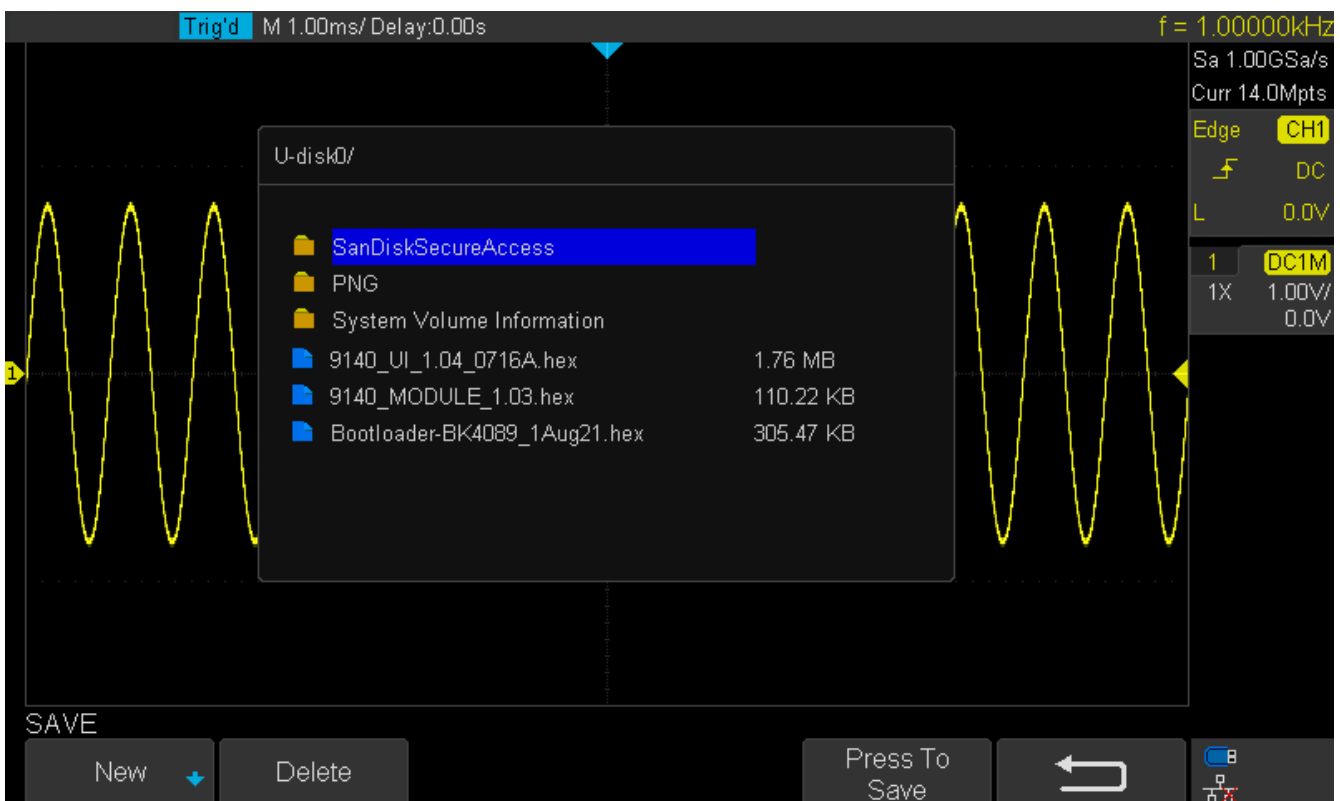 Trig'd M 1.00ms/ Delay:0.00s f = 1.00000kHz
Sa 1.00GSa/s
Curr 14.0Mpts
Edge CH1
DC
L 0.0V
1 DC1M
1X 1.00V/
0.0V
U-disk0/
SanDiskSecureAccess
PNG
System Volume Information
9140_UI_1.04_0716A.hex 1.76 MB
9140_MODULE_1.03.hex 110.22 KB
Bootloader-BK4089_1Aug21.hex 305.47 KB
1
SAVE
New Delete Press To
Save